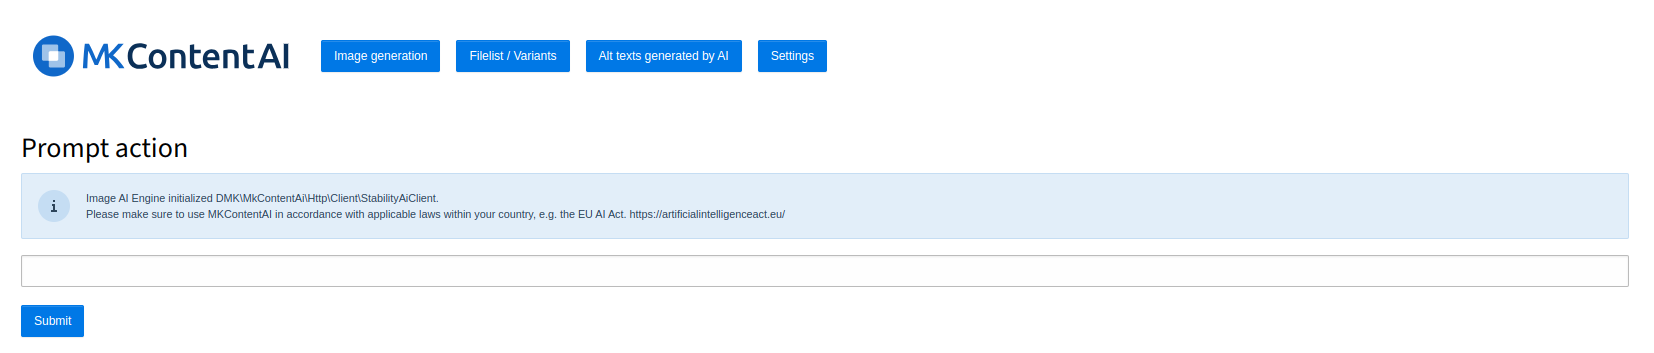 MKContentAI
Image generation
Filelist / Variants
Alt texts generated by AI
Settings
Prompt action
i
Image AI Engine initialized DMK\MkContentAi\Http\Client\StabilityAiClient.
Please make sure to use MKContentAI in accordance with applicable laws within your country, e.g. the EU AI Act. https://artificialintelligenceact.eu/
Submit